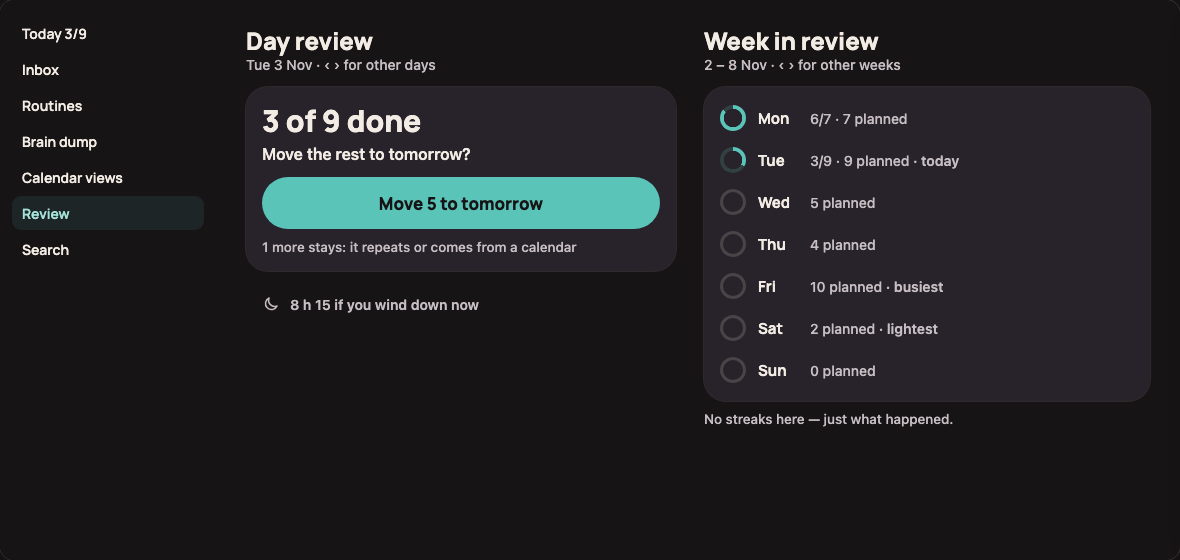 Today 3/9
Inbox
Routines
Brain dump
Calendar views
Review
Search
Day review
Tue 3 Nov · ‹ › for other days
3 of 9 done
Move the rest to tomorrow?
Move 5 to tomorrow
1 more stays: it repeats or comes from a calendar
8 h 15 if you wind down now
Week in review
2 – 8 Nov · ‹ › for other weeks
Mon 6/7 · 7 planned
Tue 3/9 · 9 planned · today
Wed 5 planned
Thu 4 planned
Fri 10 planned · busiest
Sat 2 planned · lightest
Sun 0 planned
No streaks here — just what happened.